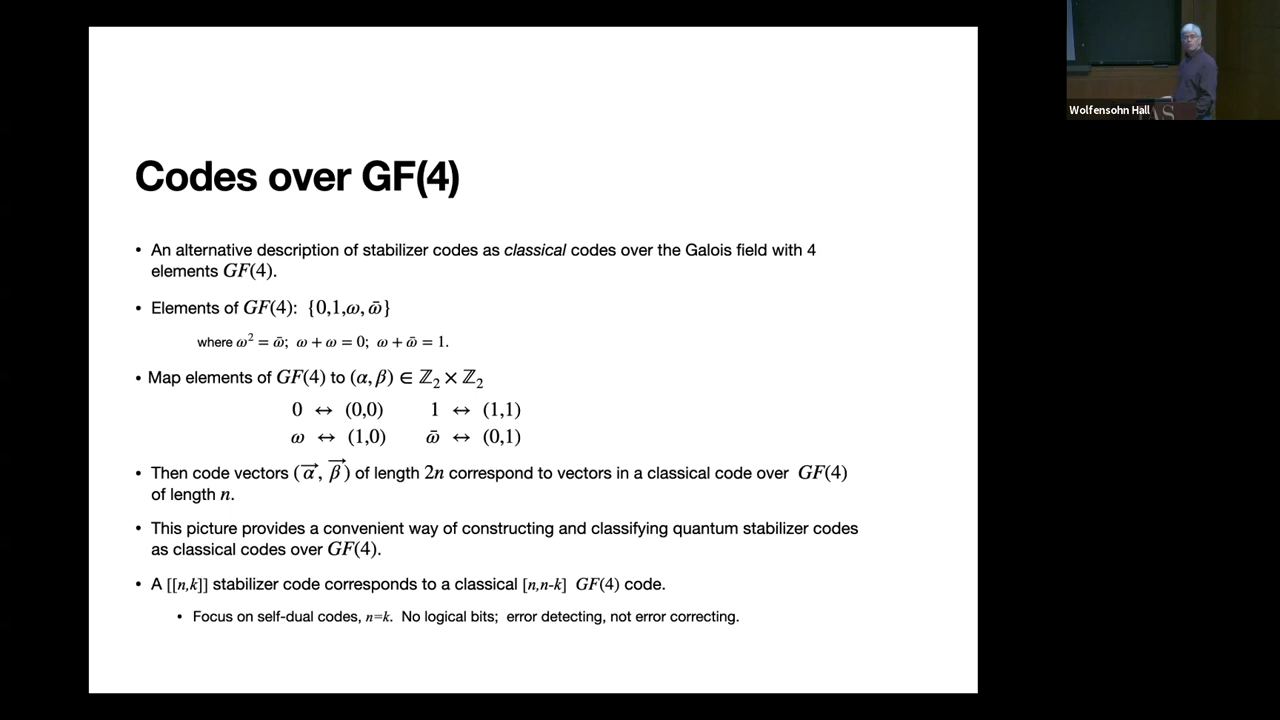 Codes over GF(4)
• An alternative description of stabilizer codes as classical codes over the Galois field with 4
elements GF(4).
• Elements of GF(4): {0,1,ω, ω̄}
where ω² = ω̄; ω + ω = 0; ω + ω̄ = 1.
• Map elements of GF(4) to (α, β) ∈ ℤ₂ × ℤ₂
0 ↔ (0,0) 1 ↔ (1,1)
ω ↔ (1,0) ω̄ ↔ (0,1)
• Then code vectors (α⃗, β⃗) of length 2n correspond to vectors in a classical code over GF(4)
of length n.
• This picture provides a convenient way of constructing and classifying quantum stabilizer codes
as classical codes over GF(4).
• A [[n,k]] stabilizer code corresponds to a classical [n,n-k] GF(4) code.
• Focus on self-dual codes, n=k. No logical bits; error detecting, not error correcting.
Wolfensohn Hall
IAS